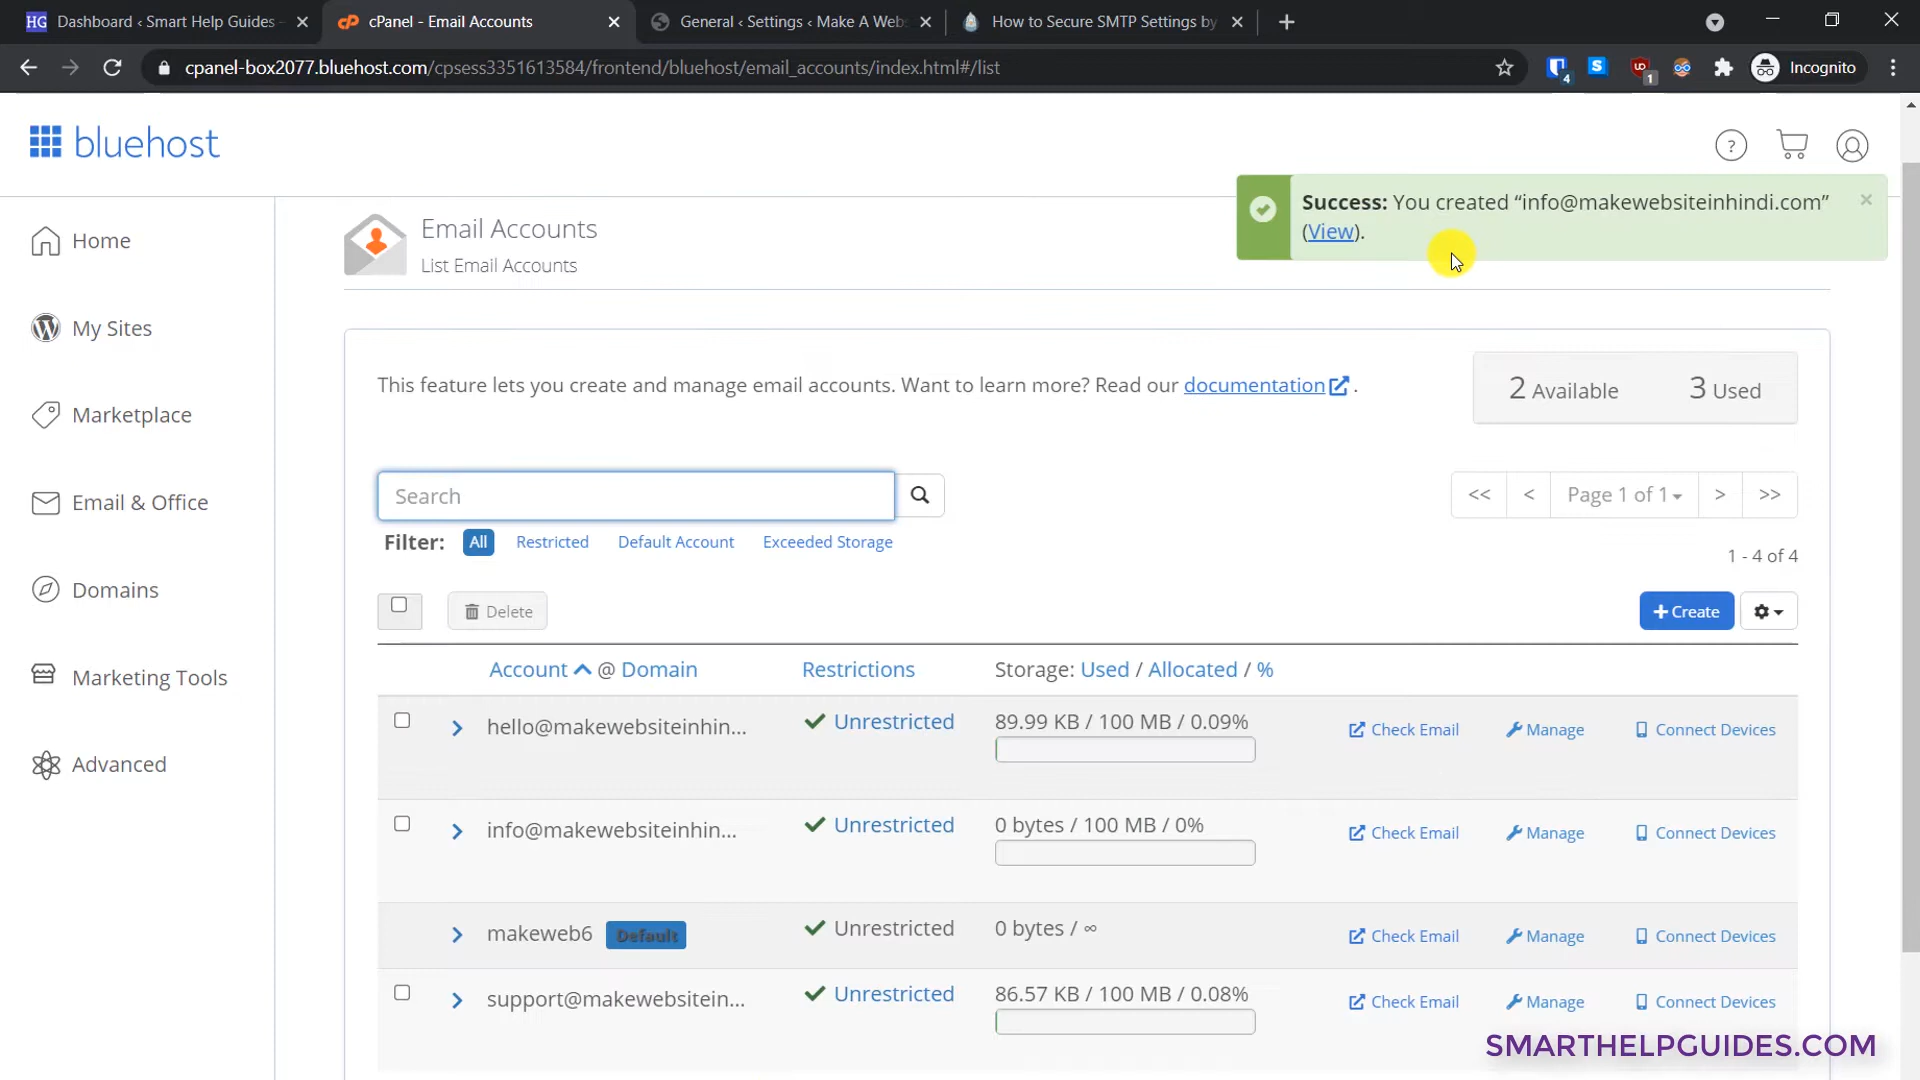 HG Dashboard ‹ Smart Help Guides -
cPanel - Email Accounts
General ‹ Settings ‹ Make A Web
How to Secure SMTP Settings by
cpanel-box2077.bluehost.com/cpsess3351613584/frontend/bluehost/email_accounts/index.html#/list
4
S
1
Incognito
bluehost
?
Success: You created “info@makewebsiteinhindi.com”
(View).
Home
My Sites
Marketplace
Email & Office
Domains
Marketing Tools
Advanced
Email Accounts
List Email Accounts
This feature lets you create and manage email accounts. Want to learn more? Read our documentation .
2 Available 3 Used
Search
<< < Page 1 of 1 > >>
Filter: All Restricted Default Account Exceeded Storage
1 - 4 of 4
Delete
+ Create
Account @ Domain Restrictions Storage: Used / Allocated / %
hello@makewebsiteinhin... Unrestricted 89.99 KB / 100 MB / 0.09% Check Email Manage Connect Devices
info@makewebsiteinhin... Unrestricted 0 bytes / 100 MB / 0% Check Email Manage Connect Devices
makeweb6 Default Unrestricted 0 bytes / ∞ Check Email Manage Connect Devices
support@makewebsitein... Unrestricted 86.57 KB / 100 MB / 0.08% Check Email Manage Connect Devices
SMARTHELPGUIDES.COM